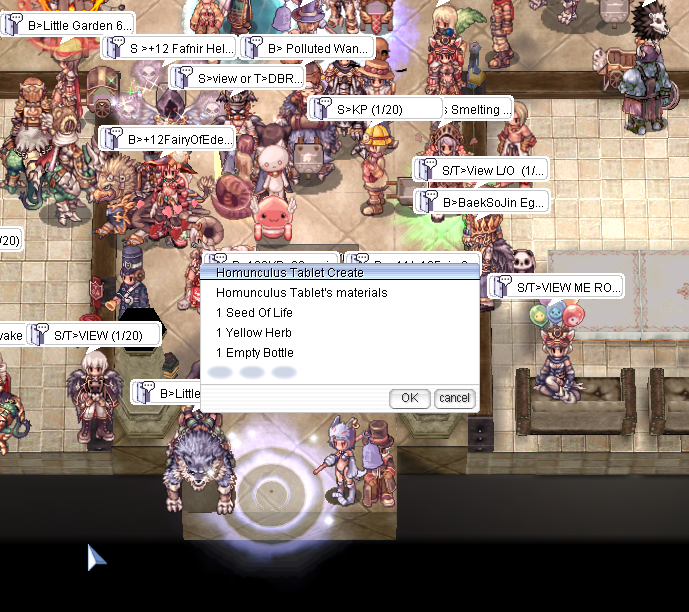 B>Little Garden 6...
S >+12 Fafnir Hel...
B> Polluted Wan...
S>view or T>DBR...
S>KP (1/20)
Smelting ...
B>+12FairyOfEde...
S/T>View L/O (1/...
B>BaekSoJin Eg...
/20)
S/T>VIEW ME RO...
Homunculus Tablet Create
Homunculus Tablet's materials
1 Seed Of Life
1 Yellow Herb
1 Empty Bottle
OK
cancel
vake
S/T>VIEW (1/20)
B>Little